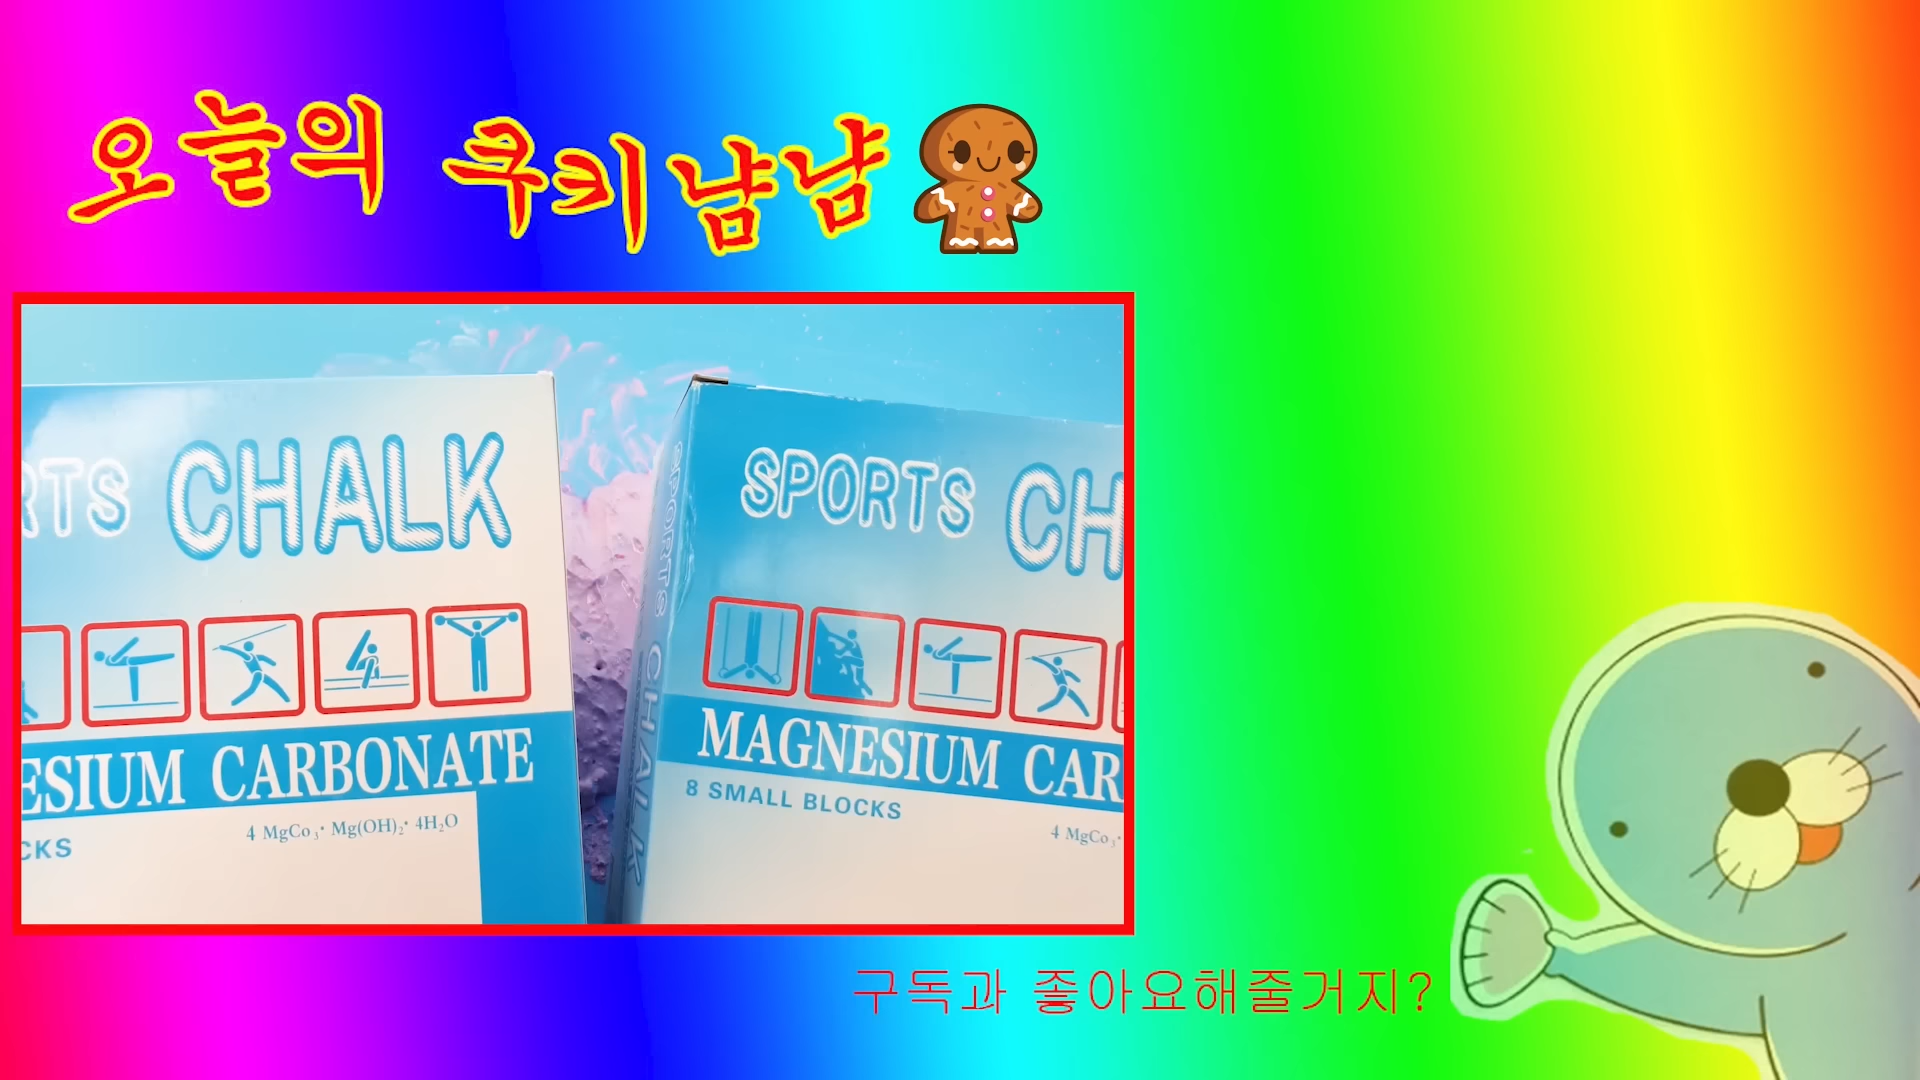 오늘의 쿠키냠냠
RTS CHALK
ESIUM CARBONATE
CKS
4 MgCo₃· Mg(OH)₂· 4H₂O
SPORTS CH
SPORTS CHALK
MAGNESIUM CAR
8 SMALL BLOCKS
4 MgCo₃·
구독과 좋아요해줄거지?